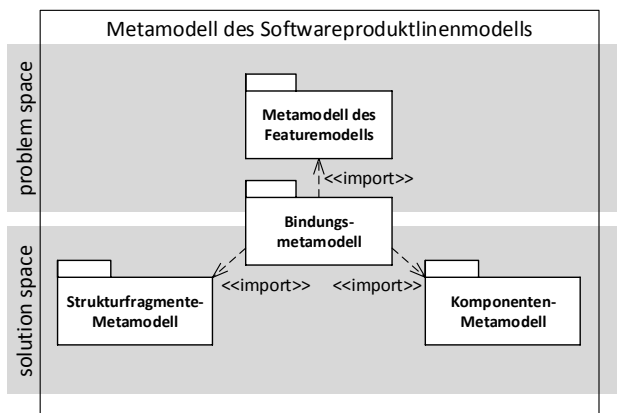 Metamodell des Softwareproduktlinenmodells
problem space
Metamodell des
Featuremodells
<<import>>
Bindungs-
metamodell
solution space
<<import>>
<<import>>
Strukturfragmente-
Metamodell
Komponenten-
Metamodell